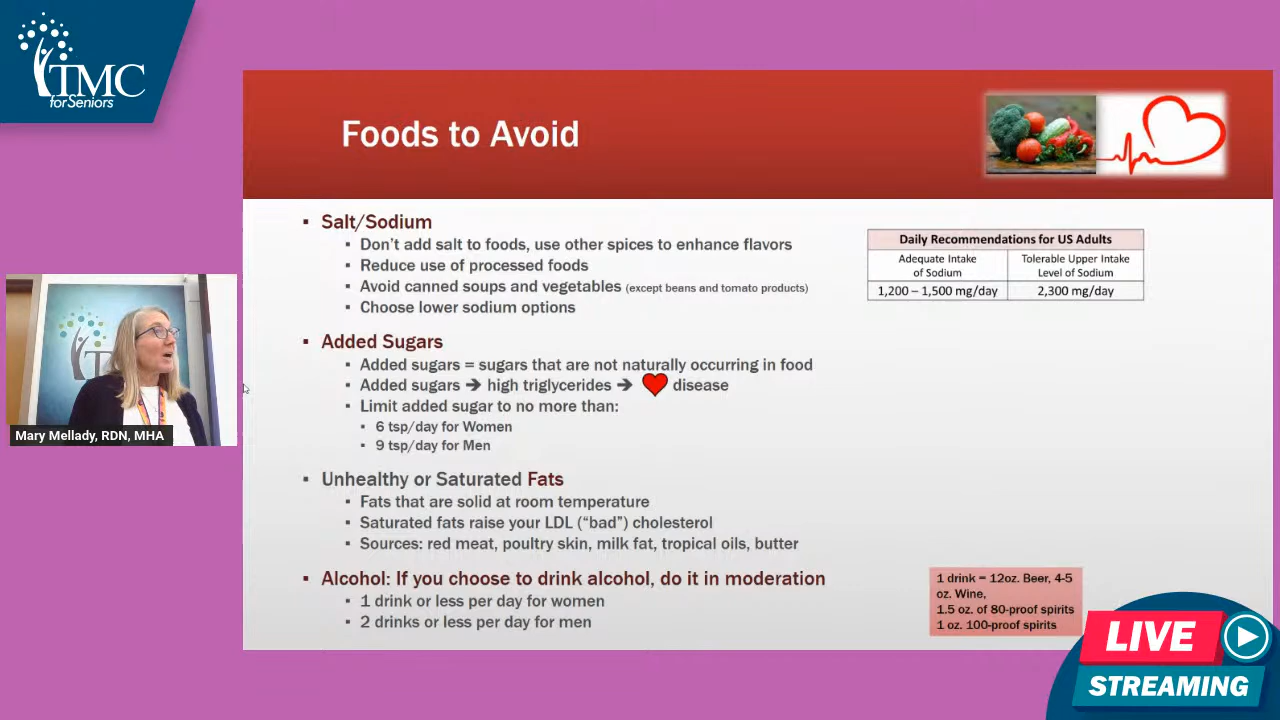 TMC
for Seniors
Foods to Avoid
▪ Salt/Sodium
▪ Don't add salt to foods, use other spices to enhance flavors
▪ Reduce use of processed foods
▪ Avoid canned soups and vegetables (except beans and tomato products)
▪ Choose lower sodium options
Daily Recommendations for US Adults
Adequate Intake
of Sodium
Tolerable Upper Intake
Level of Sodium
1,200 – 1,500 mg/day
2,300 mg/day
▪ Added Sugars
▪ Added sugars = sugars that are not naturally occurring in food
▪ Added sugars ➔ high triglycerides ➔ disease
▪ Limit added sugar to no more than:
▪ 6 tsp/day for Women
▪ 9 tsp/day for Men
▪ Unhealthy or Saturated Fats
▪ Fats that are solid at room temperature
▪ Saturated fats raise your LDL (“bad”) cholesterol
▪ Sources: red meat, poultry skin, milk fat, tropical oils, butter
▪ Alcohol: If you choose to drink alcohol, do it in moderation
▪ 1 drink or less per day for women
▪ 2 drinks or less per day for men
1 drink = 12oz. Beer, 4-5
oz. Wine,
1.5 oz. of 80-proof spirits
1 oz. 100-proof spirits
Mary Mellady, RDN, MHA
LIVE
STREAMING